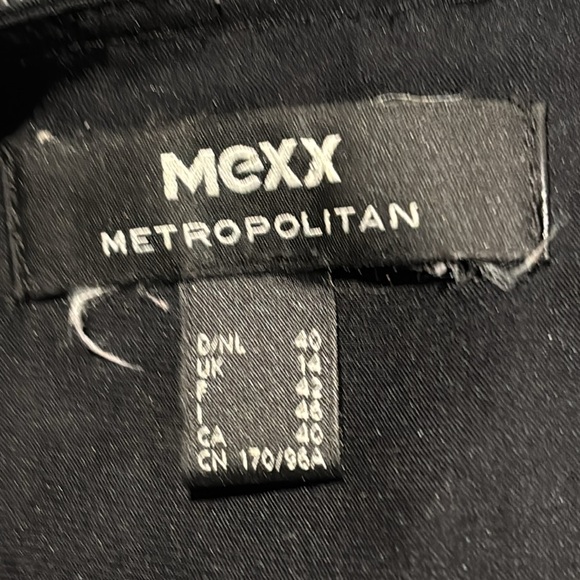 Mexx
METROPOLITAN
D/NL 40
UK 14
F 42
I 46
CA 40
CN 170/96A